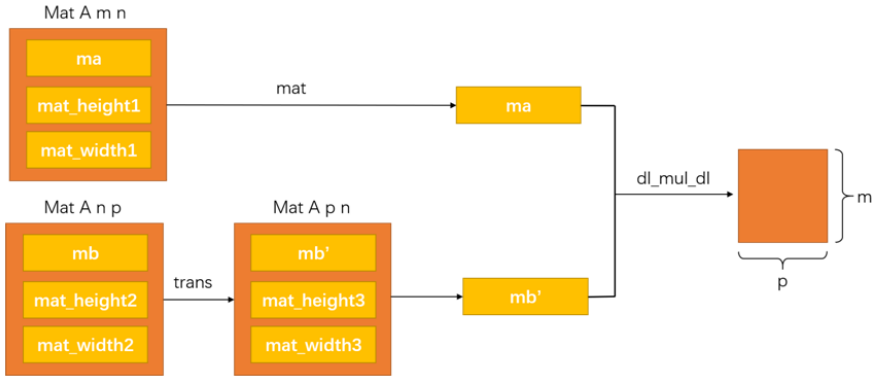 Mat A m n
ma
mat_height1
mat_width1
mat
ma
dl_mul_dl
m
p
Mat A n p
mb
mat_height2
mat_width2
trans
Mat A p n
mb'
mat_height3
mat_width3
mb'